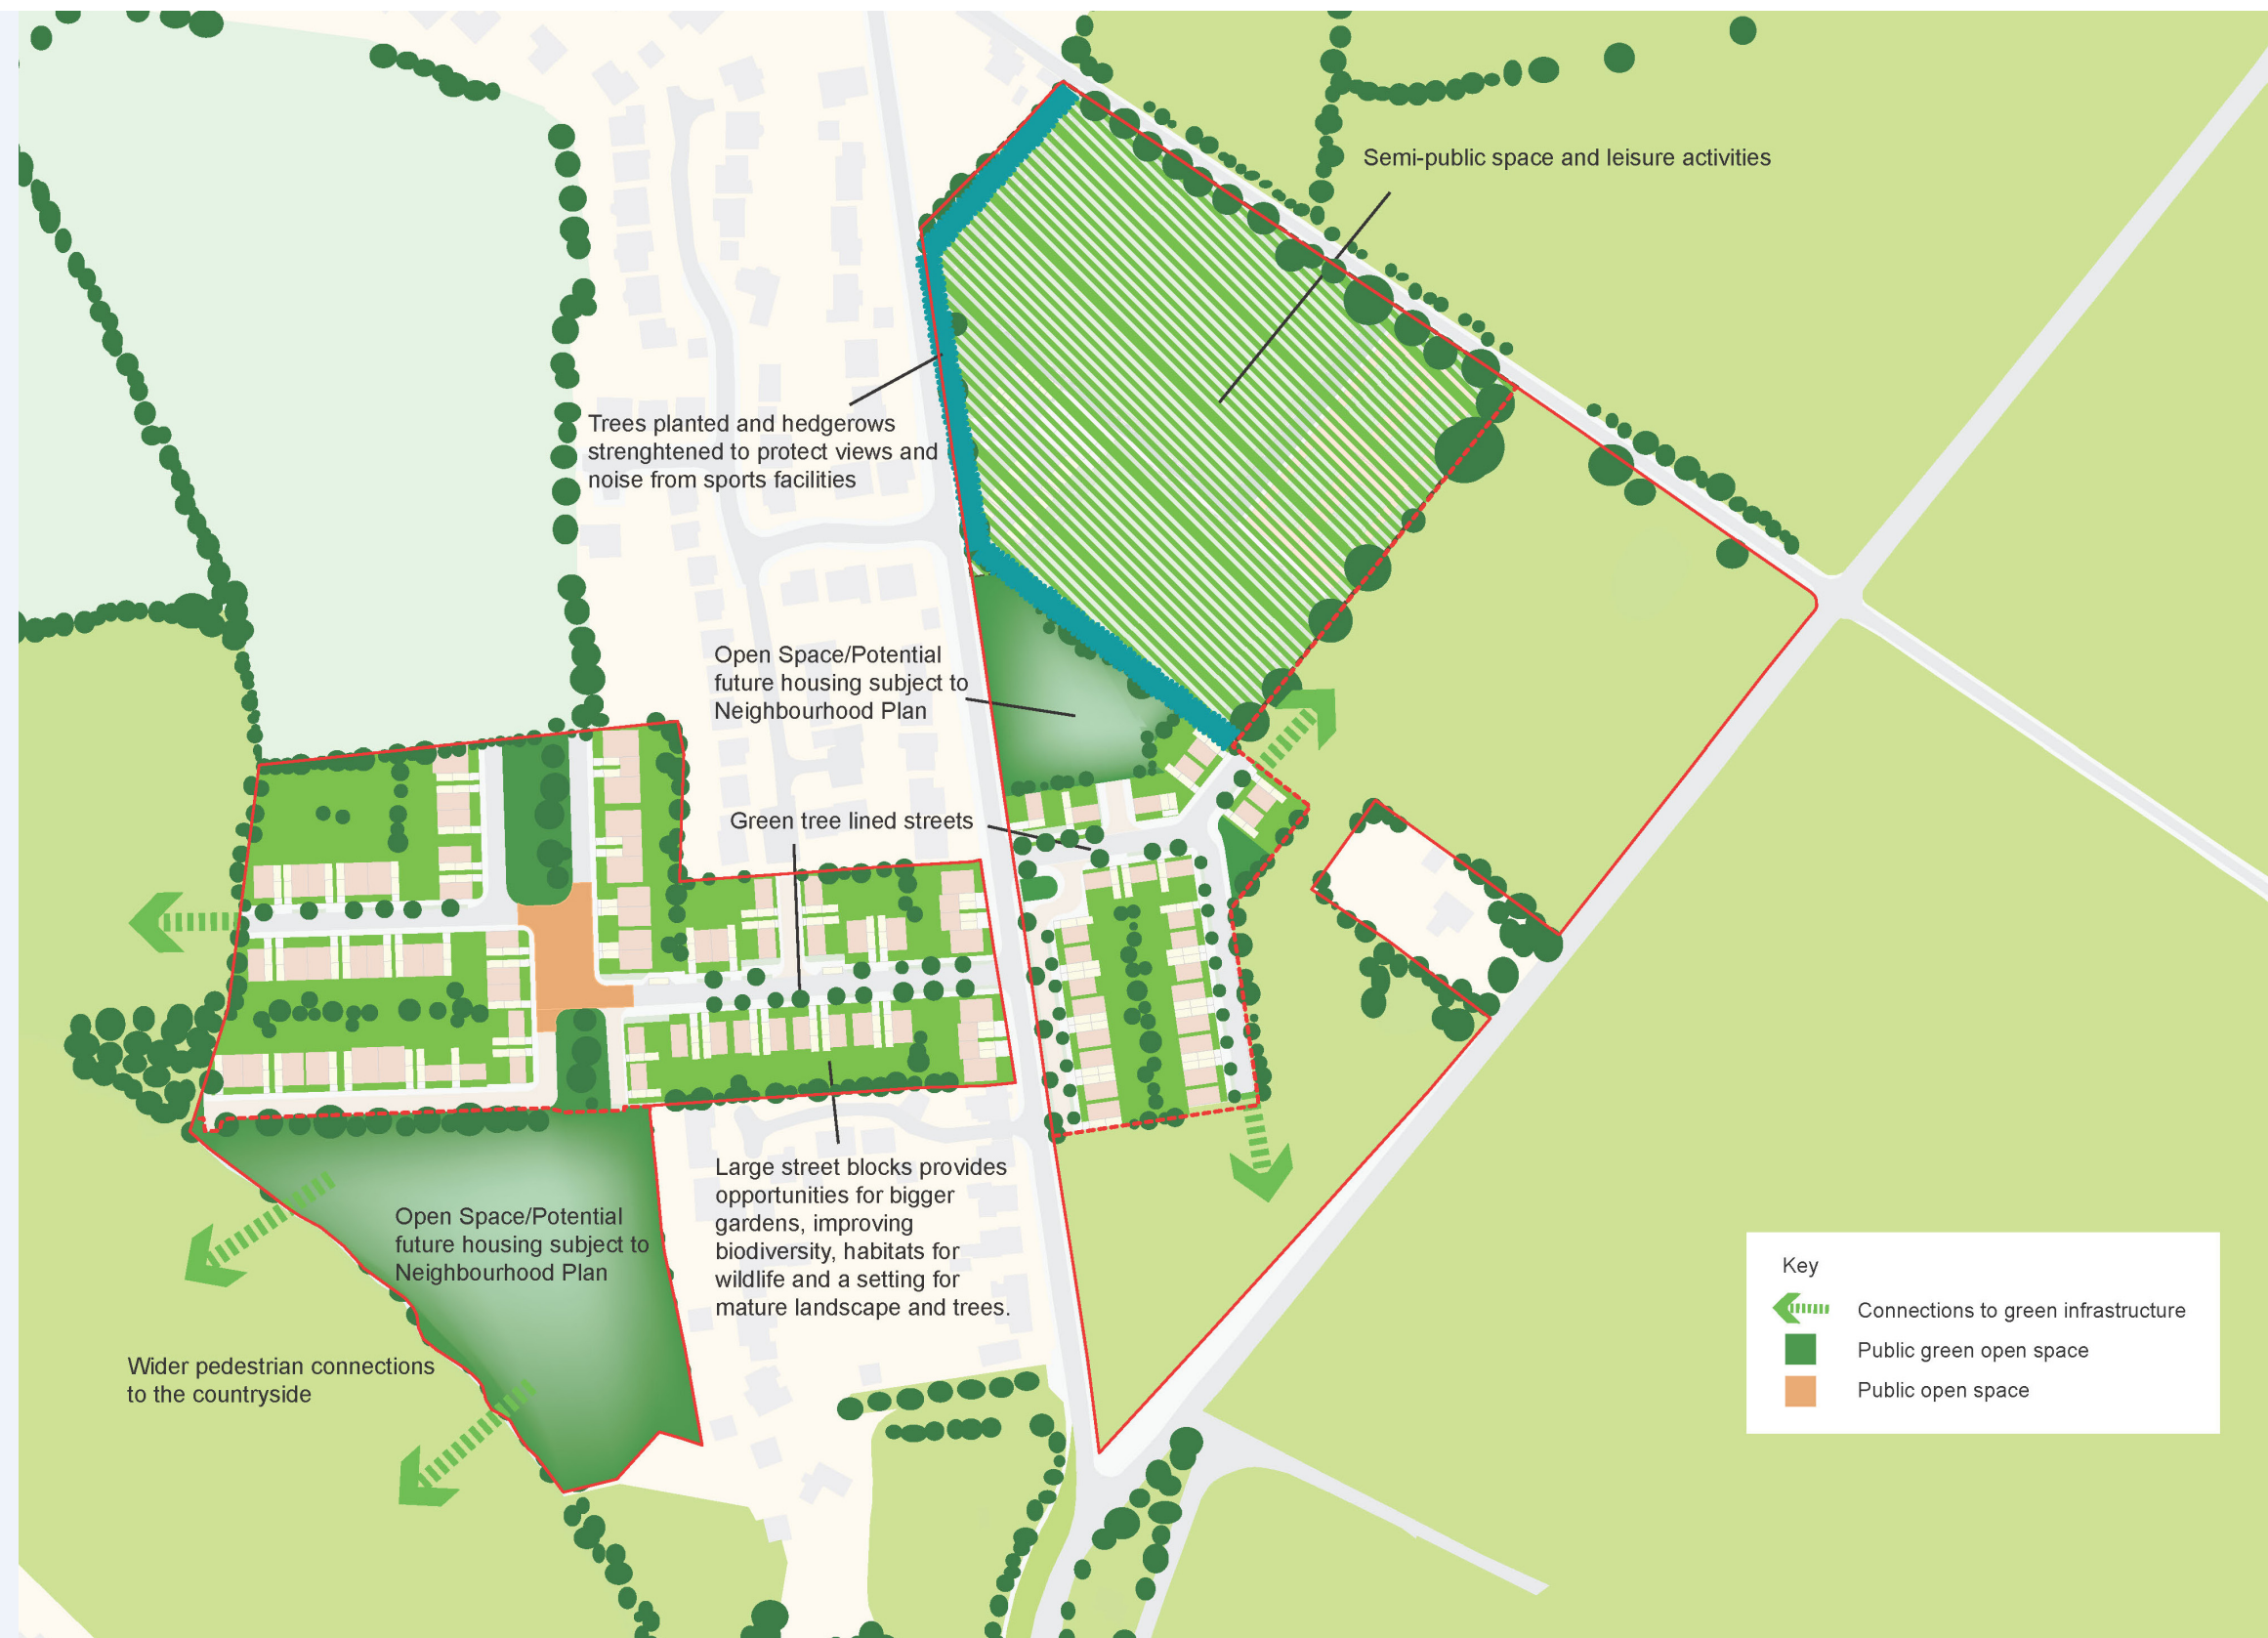 Semi-public space and leisure activities
Trees planted and hedgerows
strenghtened to protect views and
noise from sports facilities
Open Space/Potential
future housing subject to
Neighbourhood Plan
Green tree lined streets
Large street blocks provides
opportunities for bigger
gardens, improving
biodiversity, habitats for
wildlife and a setting for
mature landscape and trees.
Open Space/Potential
future housing subject to
Neighbourhood Plan
Wider pedestrian connections
to the countryside
Key
Connections to green infrastructure
Public green open space
Public open space